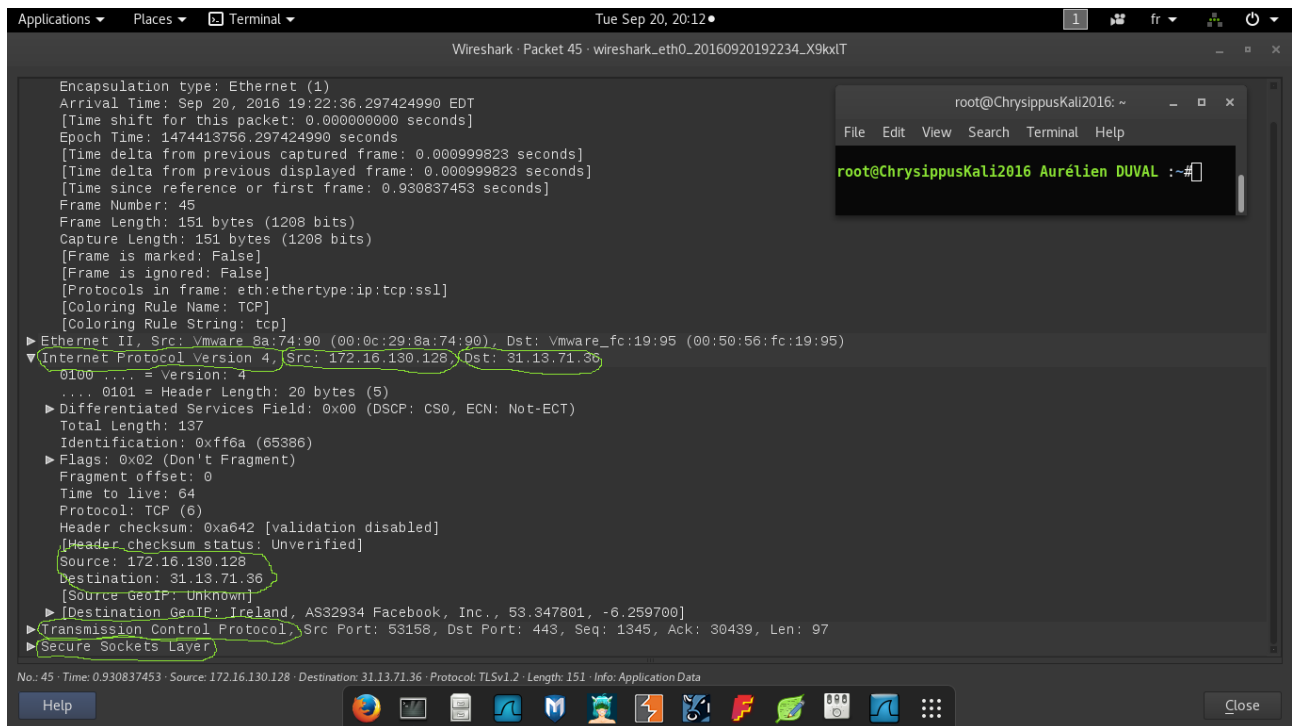 Applications Places Terminal Tue Sep 20, 20:12 1 fr
Wireshark · Packet 45 · wireshark_eth0_20160920192234_X9kxlT
Encapsulation type: Ethernet (1)
Arrival Time: Sep 20, 2016 19:22:36.297424990 EDT
[Time shift for this packet: 0.000000000 seconds]
Epoch Time: 1474413756.297424990 seconds
[Time delta from previous captured frame: 0.000999823 seconds]
[Time delta from previous displayed frame: 0.000999823 seconds]
[Time since reference or first frame: 0.930837453 seconds]
Frame Number: 45
Frame Length: 151 bytes (1208 bits)
Capture Length: 151 bytes (1208 bits)
[Frame is marked: False]
[Frame is ignored: False]
[Protocols in frame: eth:ethertype:ip:tcp:ssl]
[Coloring Rule Name: TCP]
[Coloring Rule String: tcp]
Ethernet II, Src: Vmware_8a:74:90 (00:0c:29:8a:74:90), Dst: Vmware_fc:19:95 (00:50:56:fc:19:95)
Internet Protocol Version 4, Src: 172.16.130.128, Dst: 31.13.71.36
0100 .... = Version: 4
.... 0101 = Header Length: 20 bytes (5)
Differentiated Services Field: 0x00 (DSCP: CS0, ECN: Not-ECT)
Total Length: 137
Identification: 0xff6a (65386)
Flags: 0x02 (Don't Fragment)
Fragment offset: 0
Time to live: 64
Protocol: TCP (6)
Header checksum: 0xa642 [validation disabled]
[Header checksum status: Unverified]
Source: 172.16.130.128
Destination: 31.13.71.36
[Source GeoIP: Unknown]
[Destination GeoIP: Ireland, AS32934 Facebook, Inc., 53.347801, -6.259700]
Transmission Control Protocol, Src Port: 53158, Dst Port: 443, Seq: 1345, Ack: 30439, Len: 97
Secure Sockets Layer
root@ChrysippusKali2016: ~
File Edit View Search Terminal Help
root@ChrysippusKali2016 Aurélien DUVAL :~#
No.: 45 · Time: 0.930837453 · Source: 172.16.130.128 · Destination: 31.13.71.36 · Protocol: TLSv1.2 · Length: 151 · Info: Application Data
Help Close